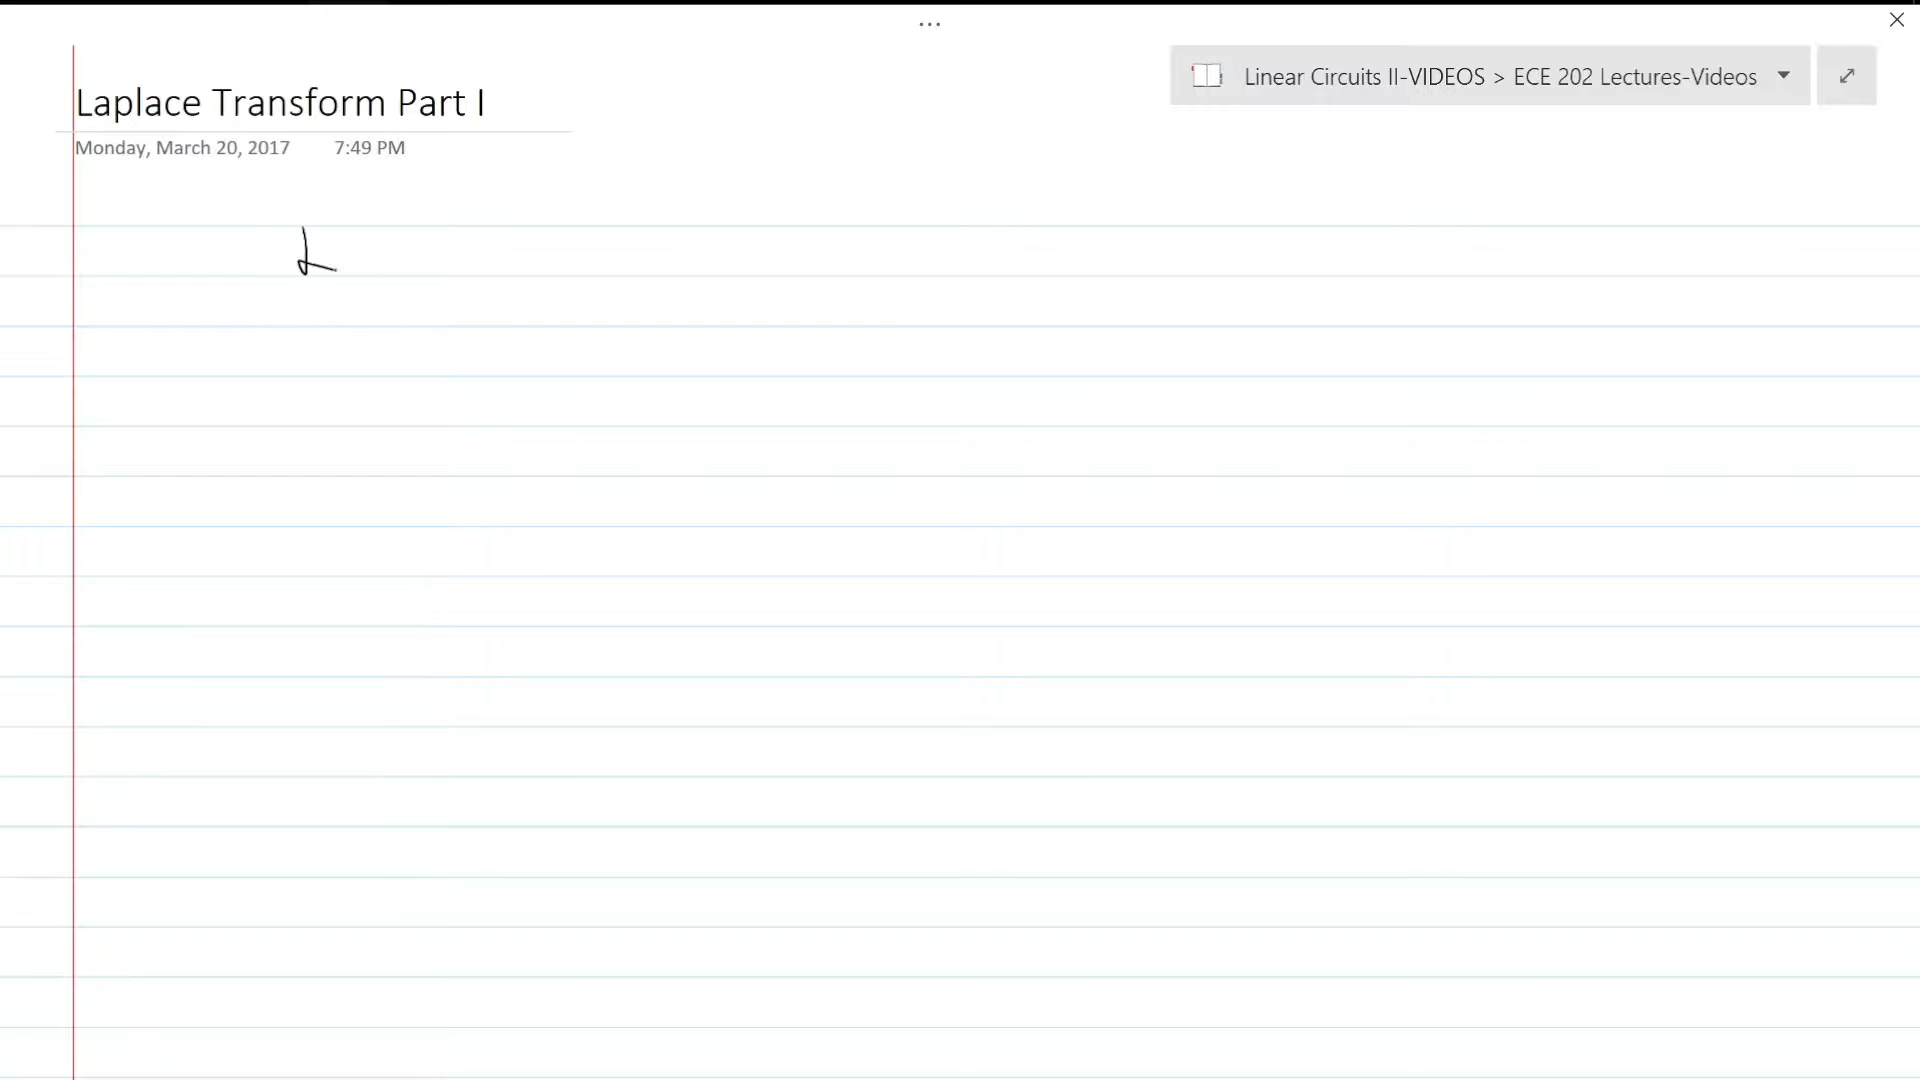 Linear Circuits II-VIDEOS > ECE 202 Lectures-Videos
Laplace Transform Part I
Monday, March 20, 2017 7:49 PM
L